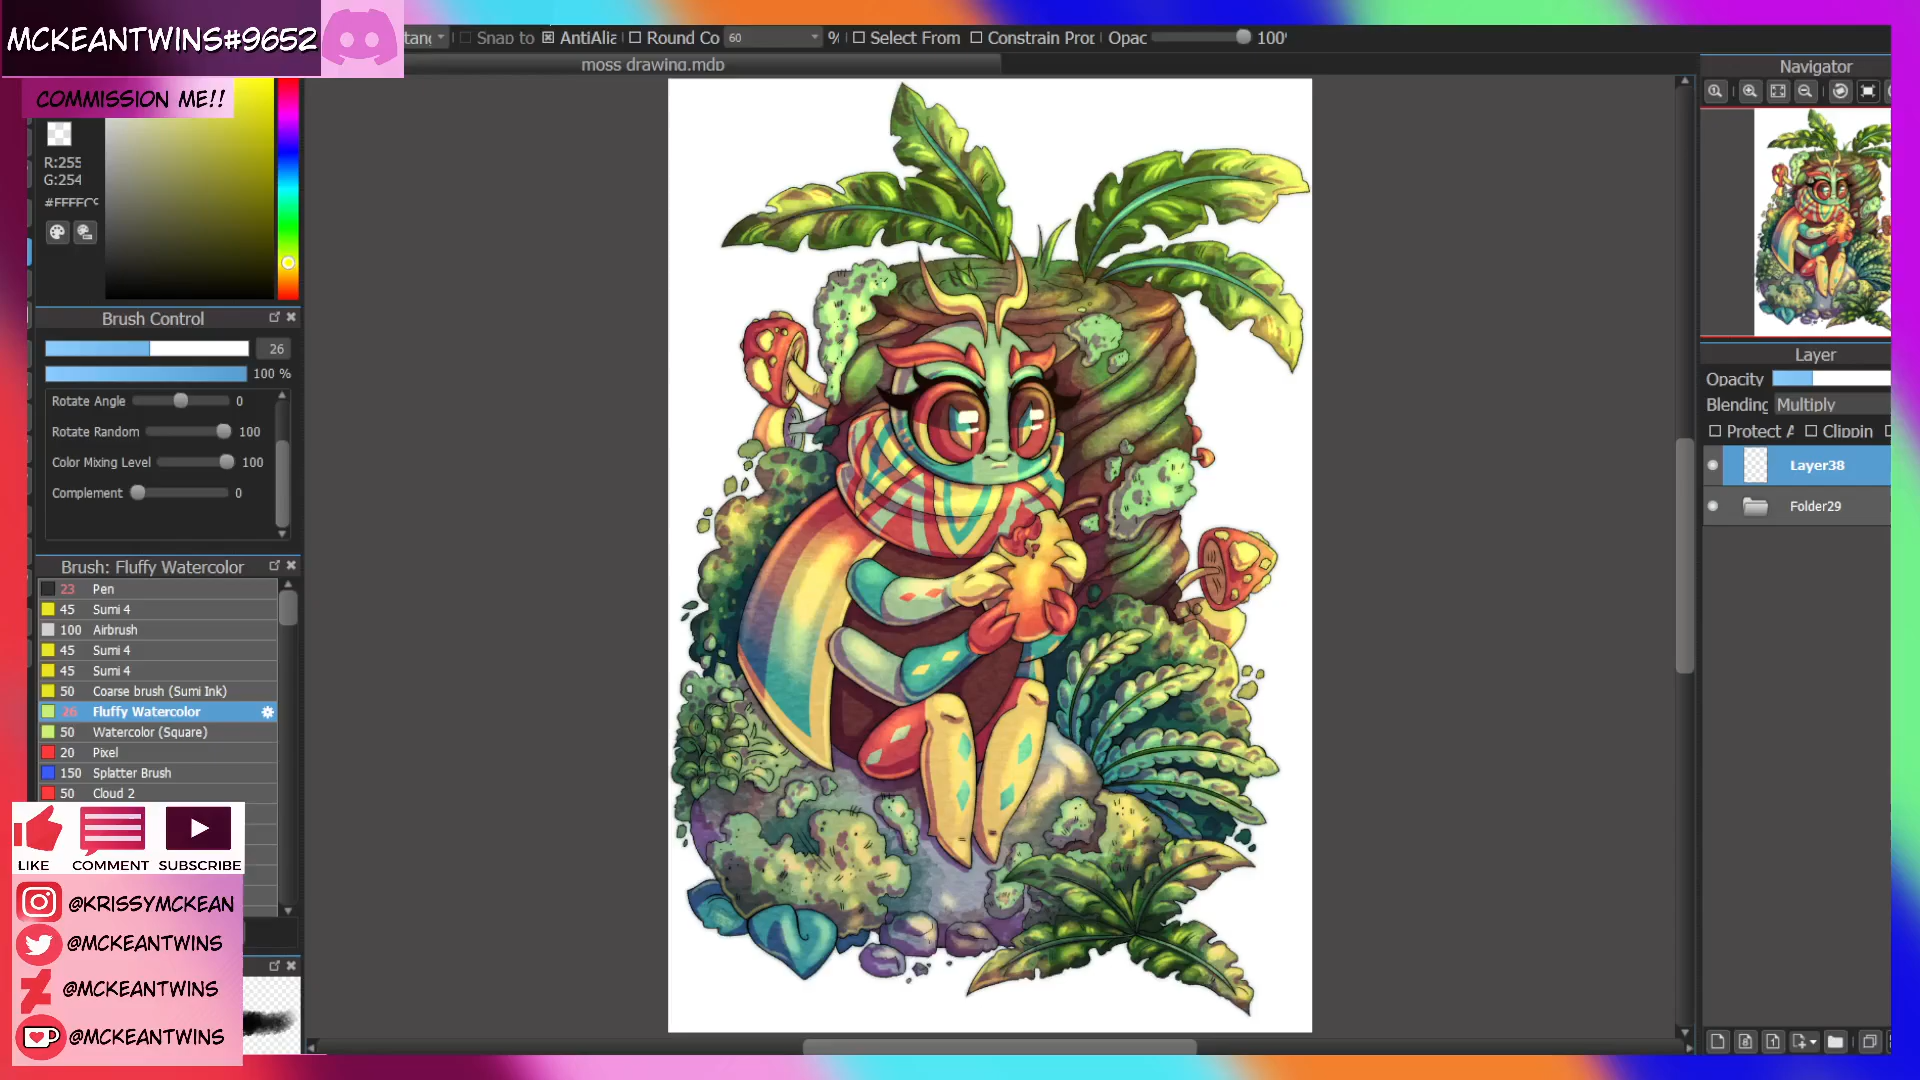 MCKEANTWINS#9652
COMMISSION ME!!
Snap to
AntiAlia
Round Co
60
%
Select From
Constrain Prop
Opac
100
moss drawing.mdp
R:255
G:254
Brush Control
26
100 %
Rotate Angle 0
Rotate Random 100
Color Mixing Level 100
Complement 0
Brush: Fluffy Watercolor
23 Pen
45 Sumi 4
100 Airbrush
45 Sumi 4
45 Sumi 4
50 Coarse brush (Sumi Ink)
26 Fluffy Watercolor
50 Watercolor (Square)
20 Pixel
150 Splatter Brush
50 Cloud 2
LIKE COMMENT SUBSCRIBE
@KRISSYMCKEAN
@MCKEANTWINS
@MCKEANTWINS
@MCKEANTWINS
Navigator
Layer
Opacity
Blending Multiply
Protect A
Clippin
Layer38
Folder29